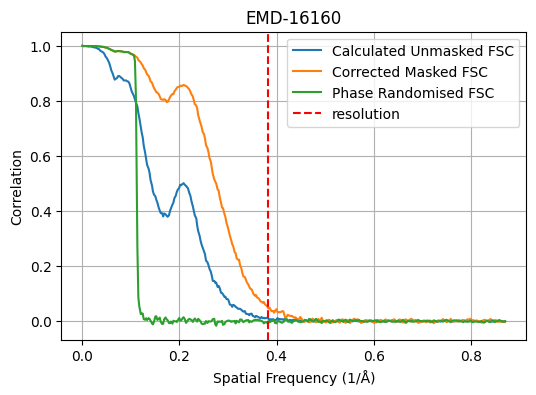 EMD-16160
Calculated Unmasked FSC
Corrected Masked FSC
Phase Randomised FSC
resolution
Correlation
1.0
0.8
0.6
0.4
0.2
0.0
0.0 0.2 0.4 0.6 0.8
Spatial Frequency (1/Å)